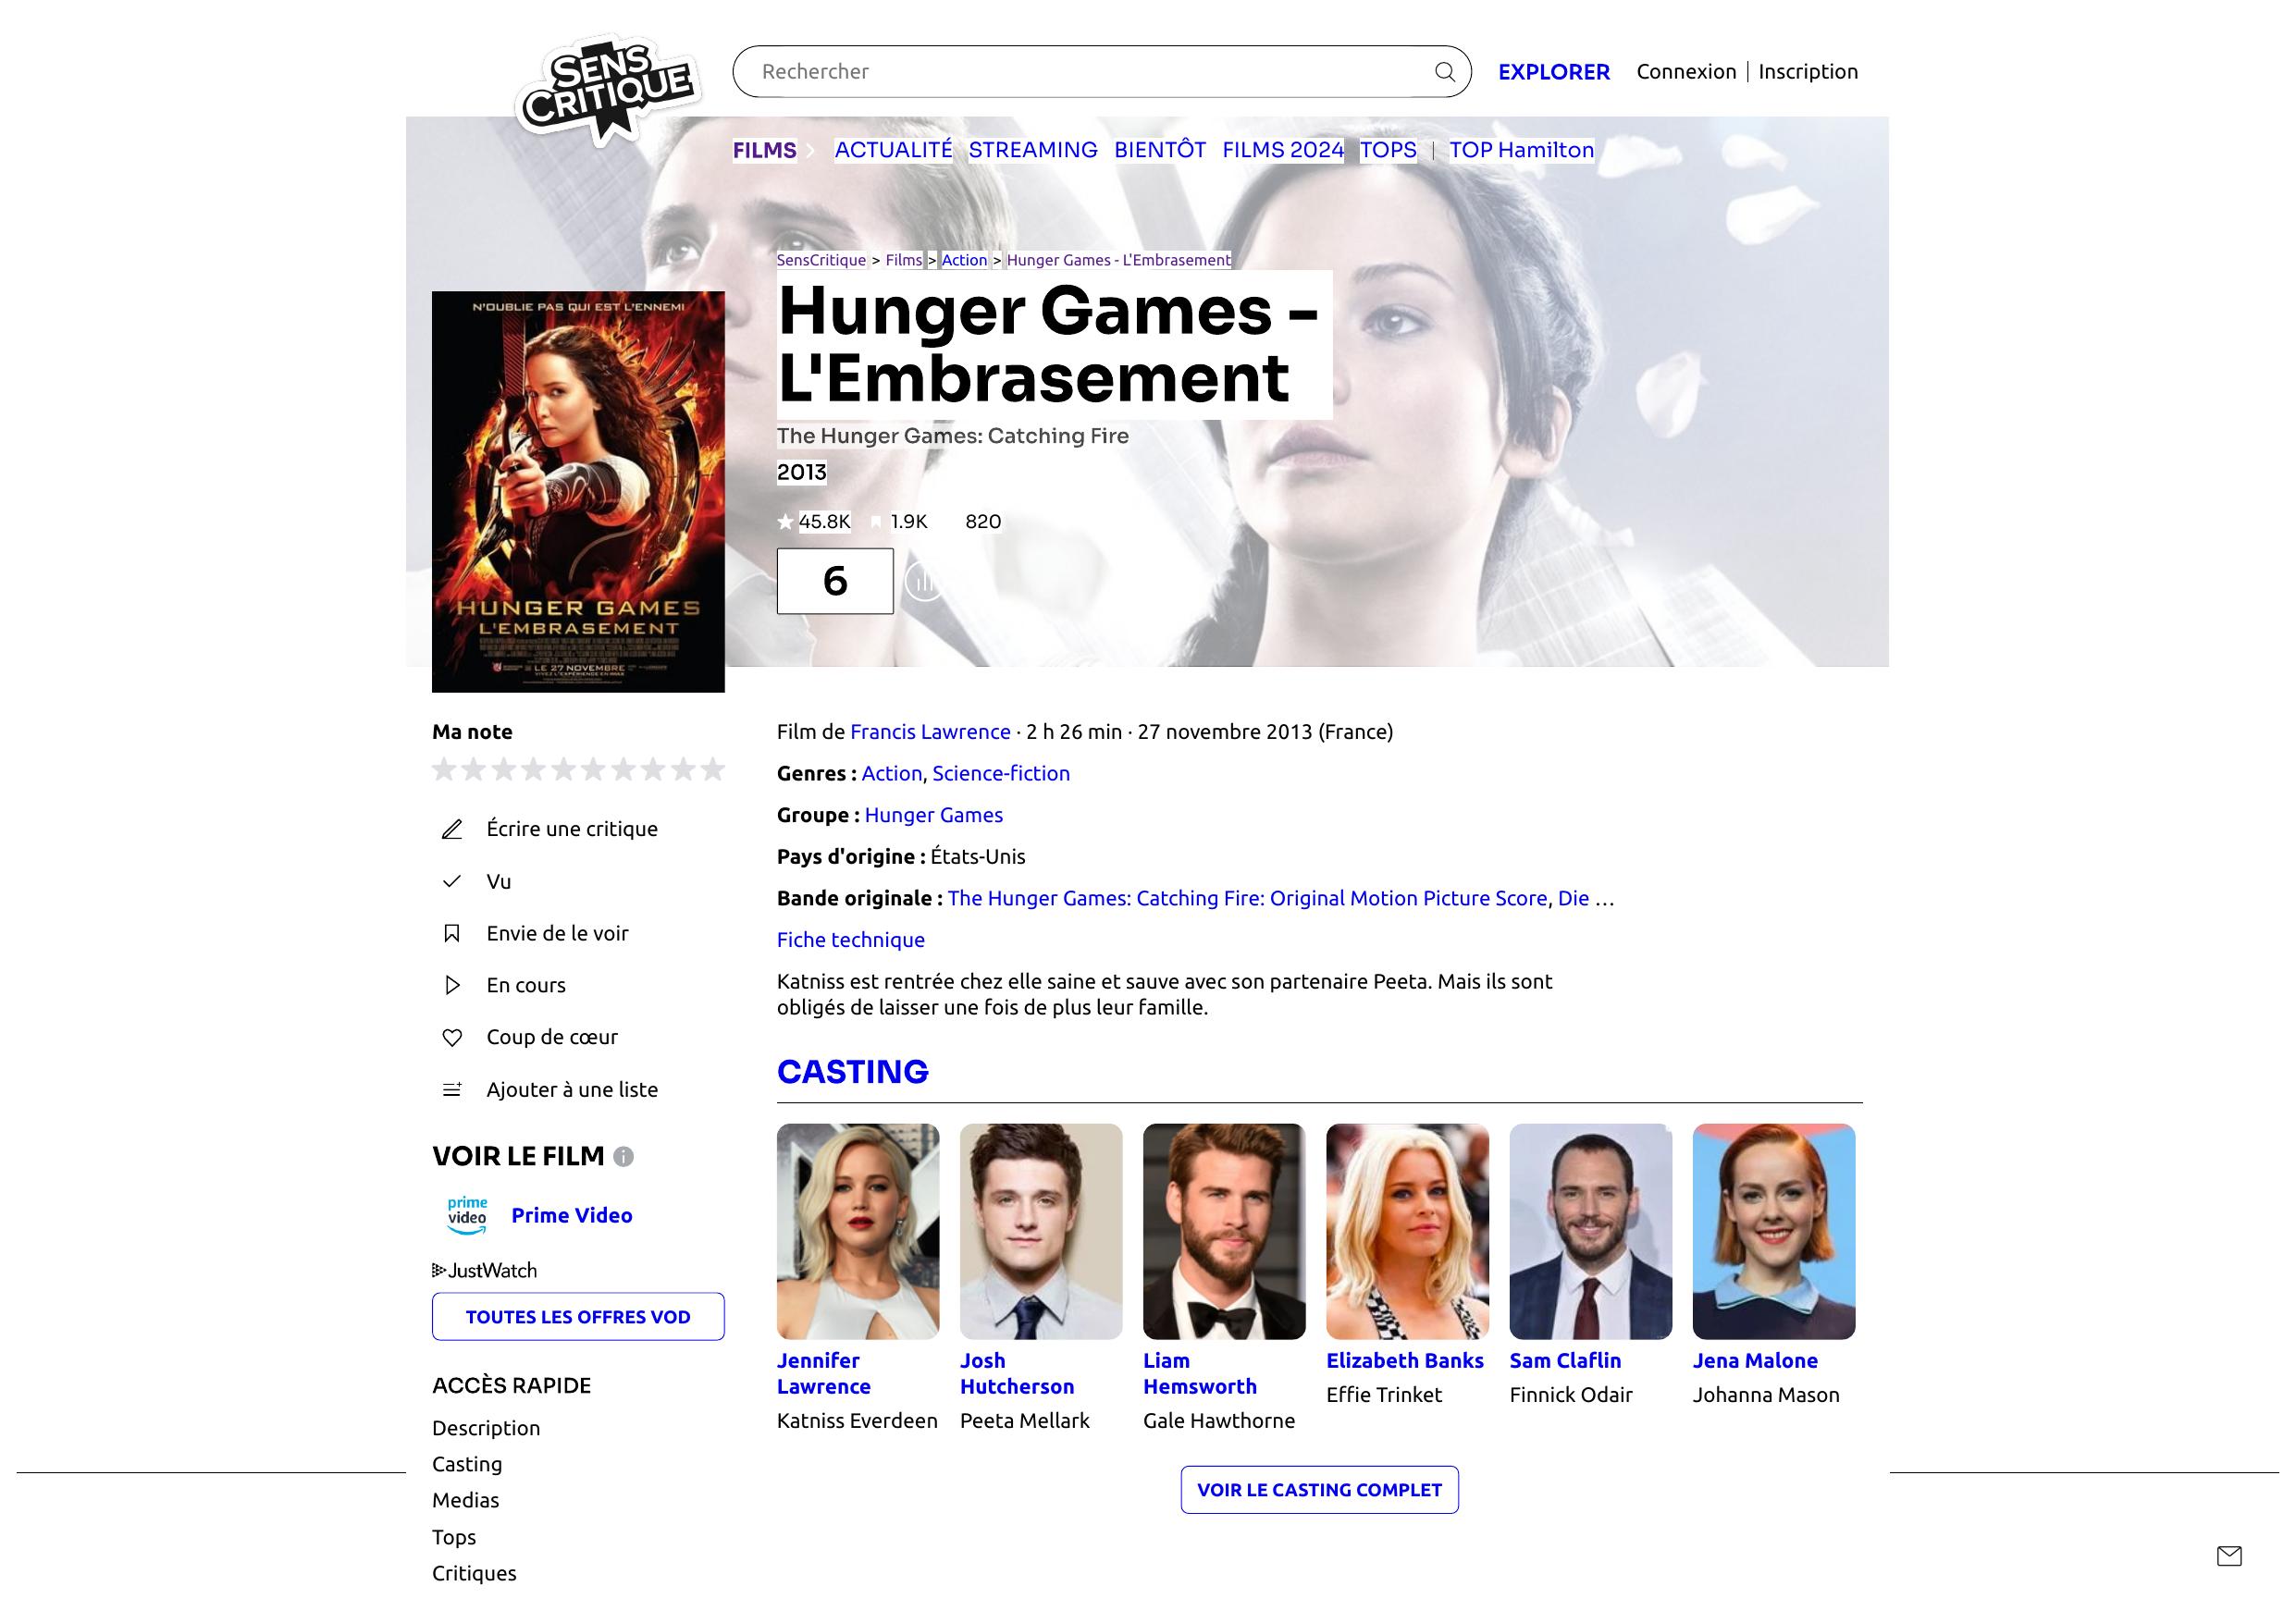 SENS
CRITIQUE
Rechercher
EXPLORER
Connexion | Inscription
FILMS
ACTUALITÉ
STREAMING
BIENTÔT
FILMS 2024
TOPS
|
TOP Hamilton
SensCritique > Films > Action > Hunger Games - L'Embrasement
Hunger Games -
L'Embrasement
The Hunger Games: Catching Fire
2013
45.8K
1.9K
820
6
N'OUBLIE PAS QUI EST L'ENNEMI
HUNGER GAMES
L'EMBRASEMENT
LE 27 NOVEMBRE
Ma note
Écrire une critique
Vu
Envie de le voir
En cours
Coup de cœur
Ajouter à une liste
VOIR LE FILM
prime
video
Prime Video
JustWatch
TOUTES LES OFFRES VOD
ACCÈS RAPIDE
Description
Casting
Medias
Tops
Critiques
Film de Francis Lawrence · 2 h 26 min · 27 novembre 2013 (France)
Genres : Action, Science-fiction
Groupe : Hunger Games
Pays d'origine : États-Unis
Bande originale : The Hunger Games: Catching Fire: Original Motion Picture Score, Die …
Fiche technique
Katniss est rentrée chez elle saine et sauve avec son partenaire Peeta. Mais ils sont
obligés de laisser une fois de plus leur famille.
CASTING
Jennifer
Lawrence
Katniss Everdeen
Josh
Hutcherson
Peeta Mellark
Liam
Hemsworth
Gale Hawthorne
Elizabeth Banks
Effie Trinket
Sam Claflin
Finnick Odair
Jena Malone
Johanna Mason
VOIR LE CASTING COMPLET